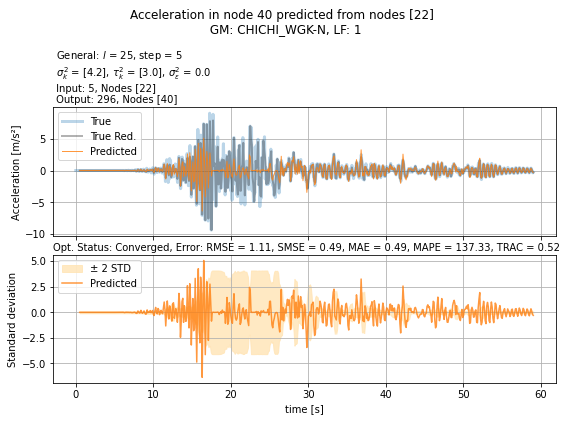 Acceleration in node 40 predicted from nodes [22]
GM: CHICHI_WGK-N, LF: 1
General: l = 25, step = 5
σ²ₖ = [4.2], τ²ₖ = [3.0], σ²ε = 0.0
Input: 5, Nodes [22]
Output: 296, Nodes [40]
Acceleration [m/s²]
5
0
−5
−10
True
True Red.
Predicted
Opt. Status: Converged, Error: RMSE = 1.11, SMSE = 0.49, MAE = 0.49, MAPE = 137.33, TRAC = 0.52
Standard deviation
5.0
2.5
0.0
−2.5
−5.0
± 2 STD
Predicted
0 10 20 30 40 50 60
time [s]